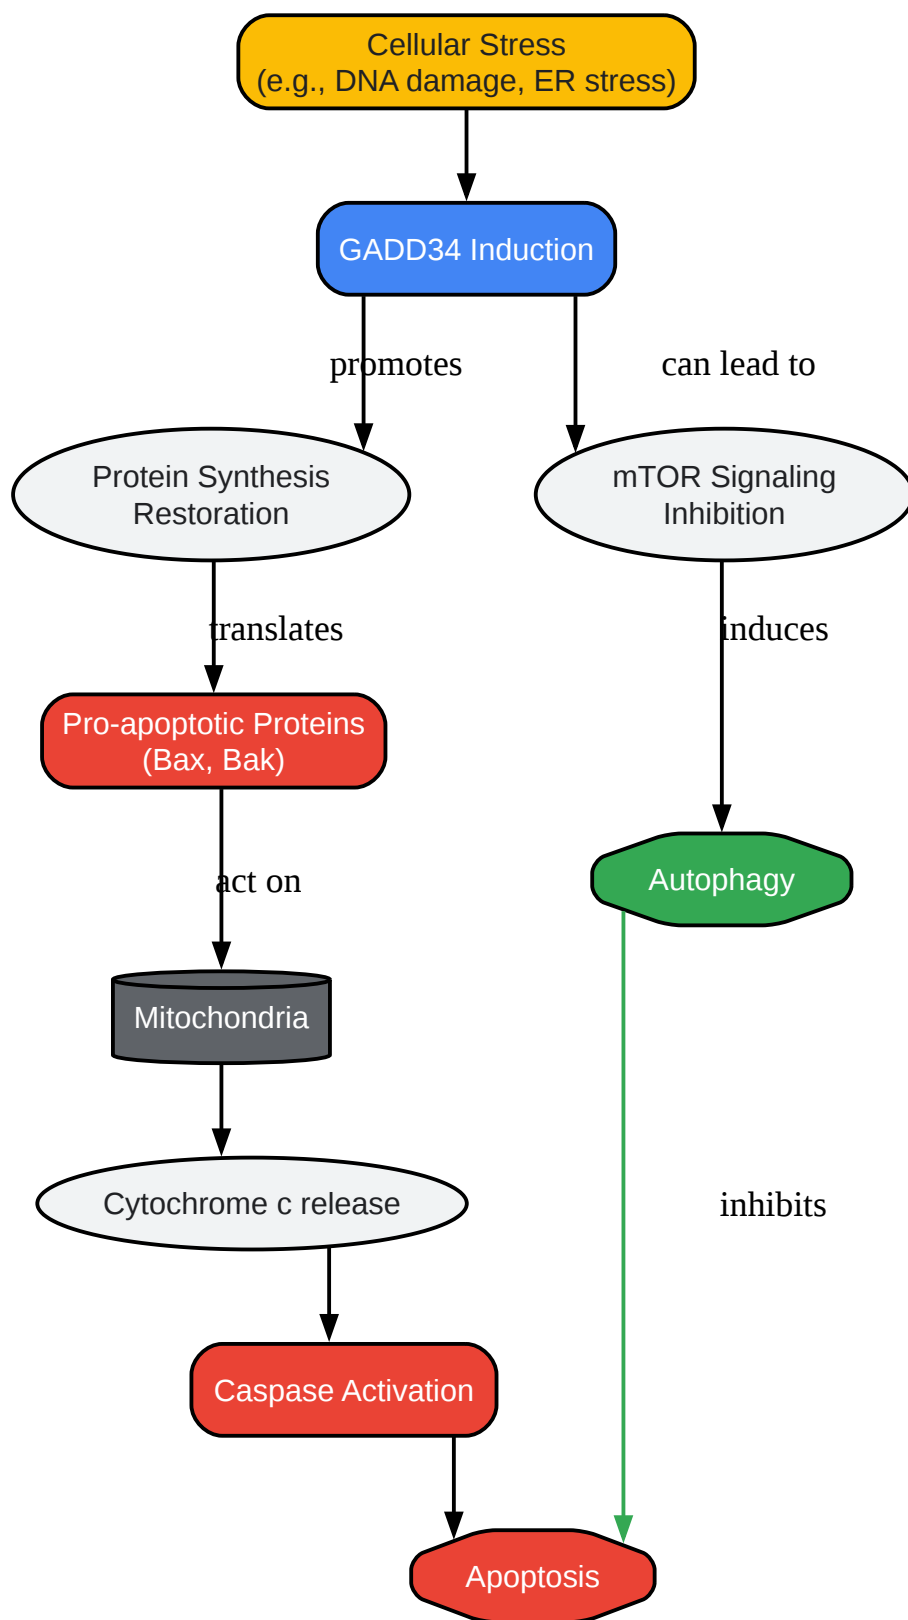 Cellular Stress
(e.g., DNA damage, ER stress)
GADD34 Induction
promotes
can lead to
Protein Synthesis
Restoration
mTOR Signaling
Inhibition
translates
induces
Pro-apoptotic Proteins
(Bax, Bak)
act on
Autophagy
Mitochondria
Cytochrome c release
inhibits
Caspase Activation
Apoptosis